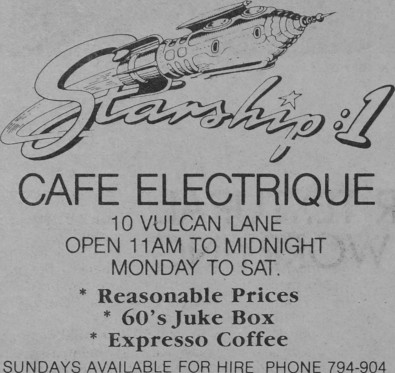 Starship:1
CAFE ELECTRIQUE
10 VULCAN LANE
OPEN 11AM TO MIDNIGHT
MONDAY TO SAT.
* Reasonable Prices
* 60's Juke Box
* Expresso Coffee
SUNDAYS AVAILABLE FOR HIRE PHONE 794-904